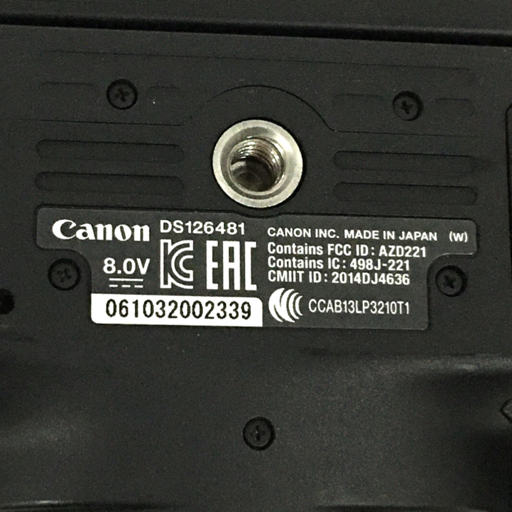 Canon DS126481 CANON INC. MADE IN JAPAN (W)
8.0V EAC Contains FCC ID : AZD221
Contains IC : 498J-221
CMIIT ID : 2014DJ4636
061032002339 CCAB13LP3210T1